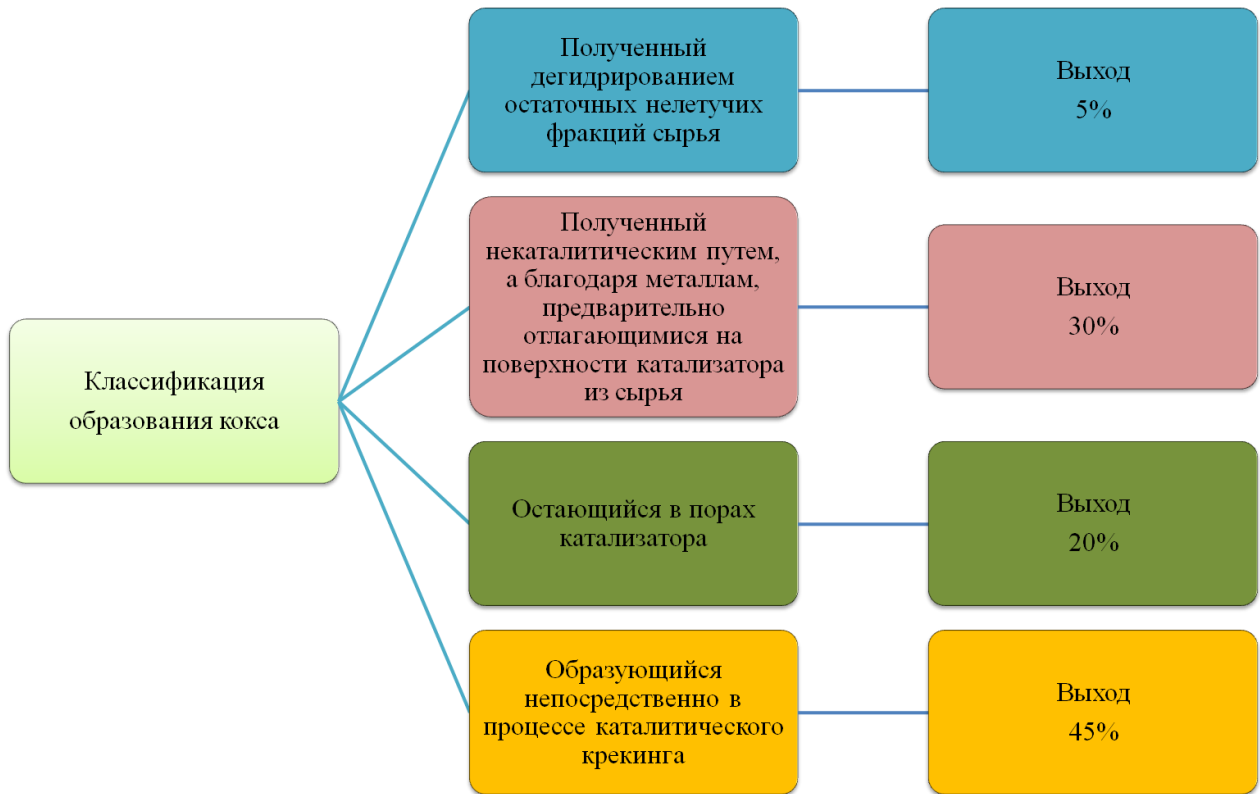 Классификация
образования кокса
Полученный
дегидрированием
остаточных нелетучих
фракций сырья
Выход
5%
Полученный
некаталитическим путем,
а благодаря металлам,
предварительно
отлагающимися на
поверхности катализатора
из сырья
Выход
30%
Остающийся в порах
катализатора
Выход
20%
Образующийся
непосредственно в
процессе каталитического
крекинга
Выход
45%